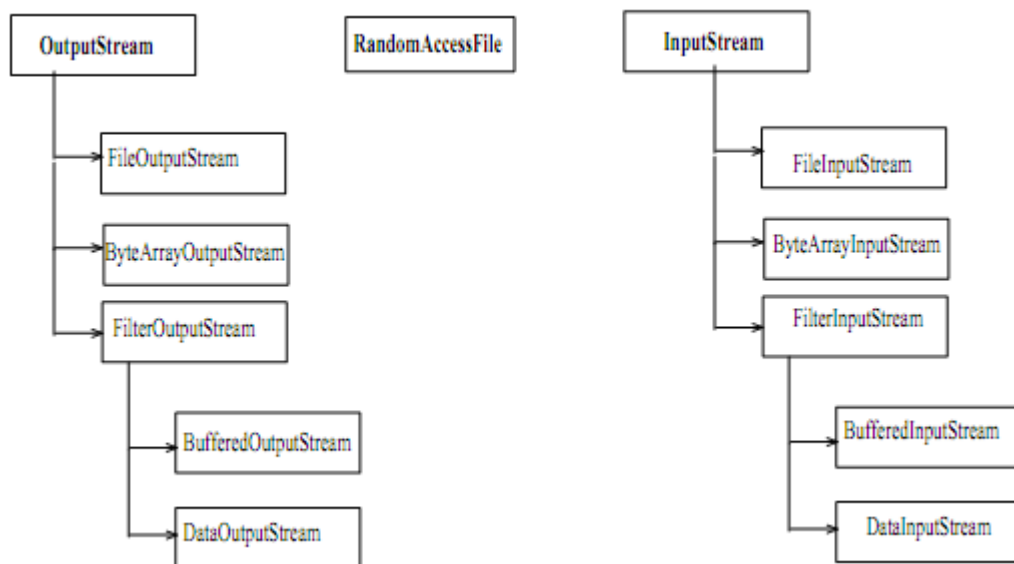 OutputStream
RandomAccessFile
InputStream
FileOutputStream
ByteArrayOutputStream
FilterOutputStream
BufferedOutputStream
DataOutputStream
FileInputStream
ByteArrayInputStream
FilterInputStream
BufferedInputStream
DataInputStream